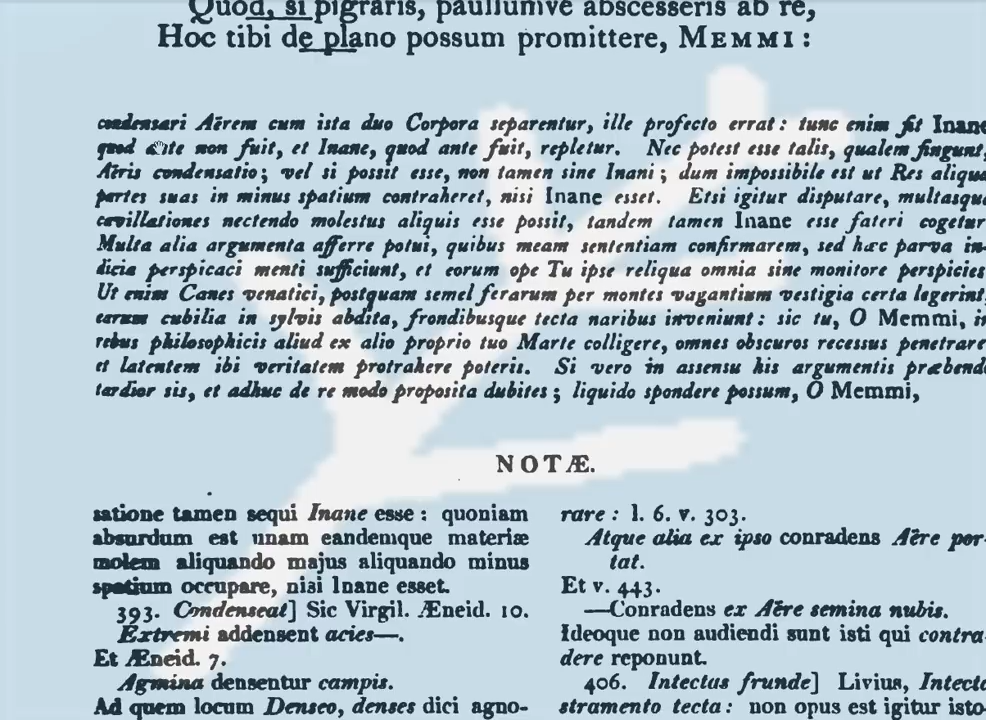 Quod, si pigraris, paullumve abscesseris ab re,
Hoc tibi de plano possum promittere, MEMMI:
condensari Aërem cum ista duo Corpora separentur, ille profecto errat: tunc enim fit Inane
quod ante non fuit, et Inane, quod ante fuit, repletur. Nec potest esse talis, qualem fingunt,
Aëris condensatio; vel si possit esse, non tamen sine Inani; dum impossibile est ut Res aliqua
partes suas in minus spatium contraheret, nisi Inane esset. Etsi igitur disputare, multasque
cavillationes nectendo molestus aliquis esse possit, tandem tamen Inane esse fateri cogetur.
Multa alia argumenta afferre potui, quibus meam sententiam confirmarem, sed hæc parva in-
dicia perspicaci menti sufficiunt, et eorum ope Tu ipse reliqua omnia sine monitore perspicies
Ut enim Canes venatici, postquam semel ferarum per montes vagantium vestigia certa legerint,
earum cubilia in sylvis abdita, frondibusque tecta naribus inveniunt: sic tu, O Memmi, in
rebus philosophicis aliud ex alio proprio tuo Marte colligere, omnes obscuros recessus penetrare
et latentem ibi veritatem protrahere poteris. Si vero in assensu his argumentis præbendo
tardior sis, et adhuc de re modo proposita dubites; liquido spondere possum, O Memmi,
NOTÆ.
satione tamen sequi Inane esse: quoniam
absurdum est unam eandemque materiæ
molem aliquando majus aliquando minus
spatium occupare, nisi Inane esset.
393. Condenseat] Sic Virgil. Æneid. 10.
Extremi addensent acies—.
Et Æneid. 7.
Agmina densentur campis.
Ad quem locum Denseo, denses dici agno-
rare: l. 6. v. 303.
Atque alia ex ipso conradens Aëre por-
tat.
Et v. 443.
—Conradens ex Aëre semina nubis.
Ideoque non audiendi sunt isti qui contra-
dere reponunt.
406. Intectas frunde] Livius, Intecta
stramento tecta: non opus est igitur isto-